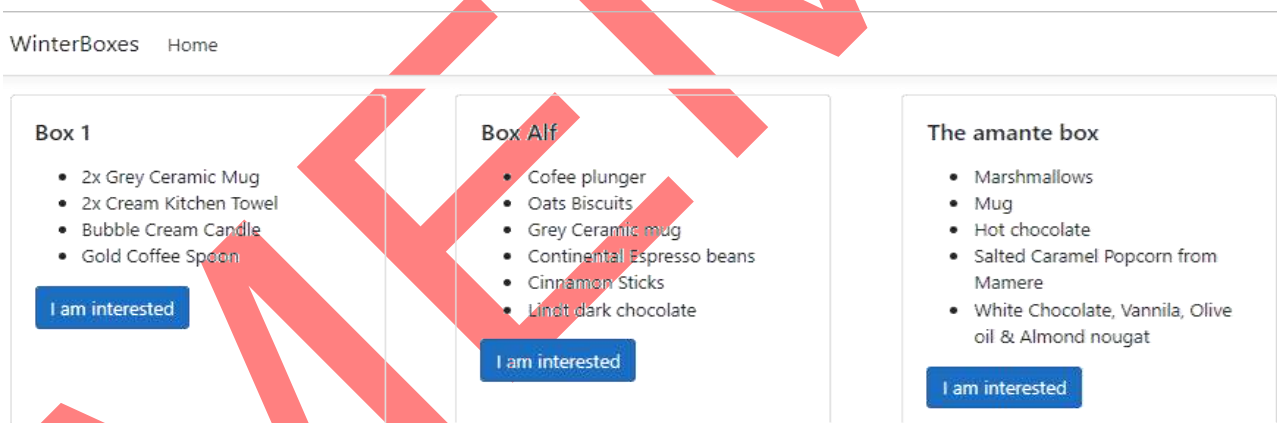 WinterBoxes Home
Box 1
2x Grey Ceramic Mug
2x Cream Kitchen Towel
Bubble Cream Candle
Gold Coffee Spoon
I am interested
Box Alf
Cofee plunger
Oats Biscuits
Grey Ceramic mug
Continental Espresso beans
Cinnamon Sticks
Lindt dark chocolate
I am interested
The amante box
Marshmallows
Mug
Hot chocolate
Salted Caramel Popcorn from
Mamere
White Chocolate, Vannila, Olive
oil & Almond nougat
I am interested